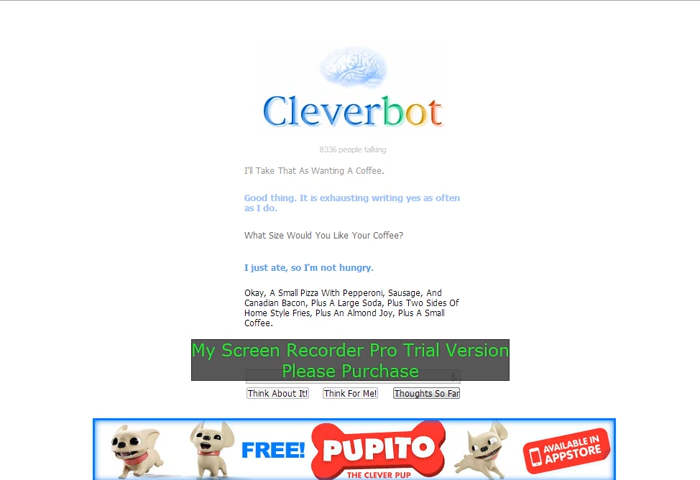 Cleverbot
8336 people talking
I'll Take That As Wanting A Coffee.
Good thing. It is exhausting writing yes as often
as I do.
What Size Would You Like Your Coffee?
I just ate, so I'm not hungry.
Okay, A Small Pizza With Pepperoni, Sausage, And
Canadian Bacon, Plus A Large Soda, Plus Two Sides Of
Home Style Fries, Plus An Almond Joy, Plus A Small
Coffee.
My Screen Recorder Pro Trial Version
Please Purchase
Think About It! Think For Me! Thoughts So Far
FREE! PUPITO
THE CLEVER PUP
AVAILABLE IN
APPSTORE